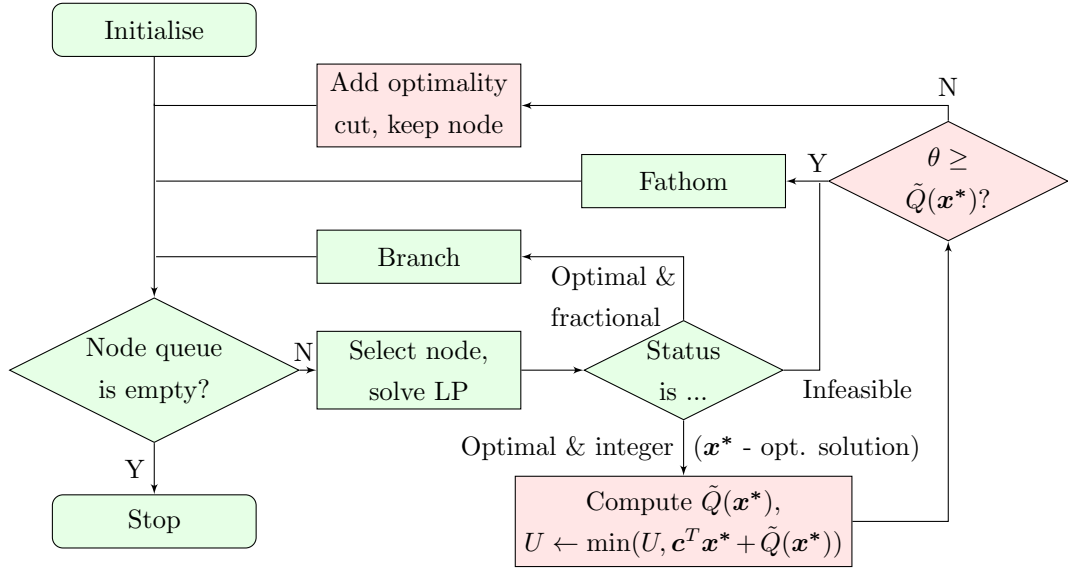 Initialise
Add optimality
cut, keep node
N
θ ≥
Q̃(x*)?
Y
Fathom
Branch
Optimal &
fractional
Node queue
is empty?
N
Select node,
solve LP
Status
is ...
Infeasible
Y
Optimal & integer (x* - opt. solution)
Stop
Compute Q̃(x*),
U ← min(U, cᵀx* + Q̃(x*))